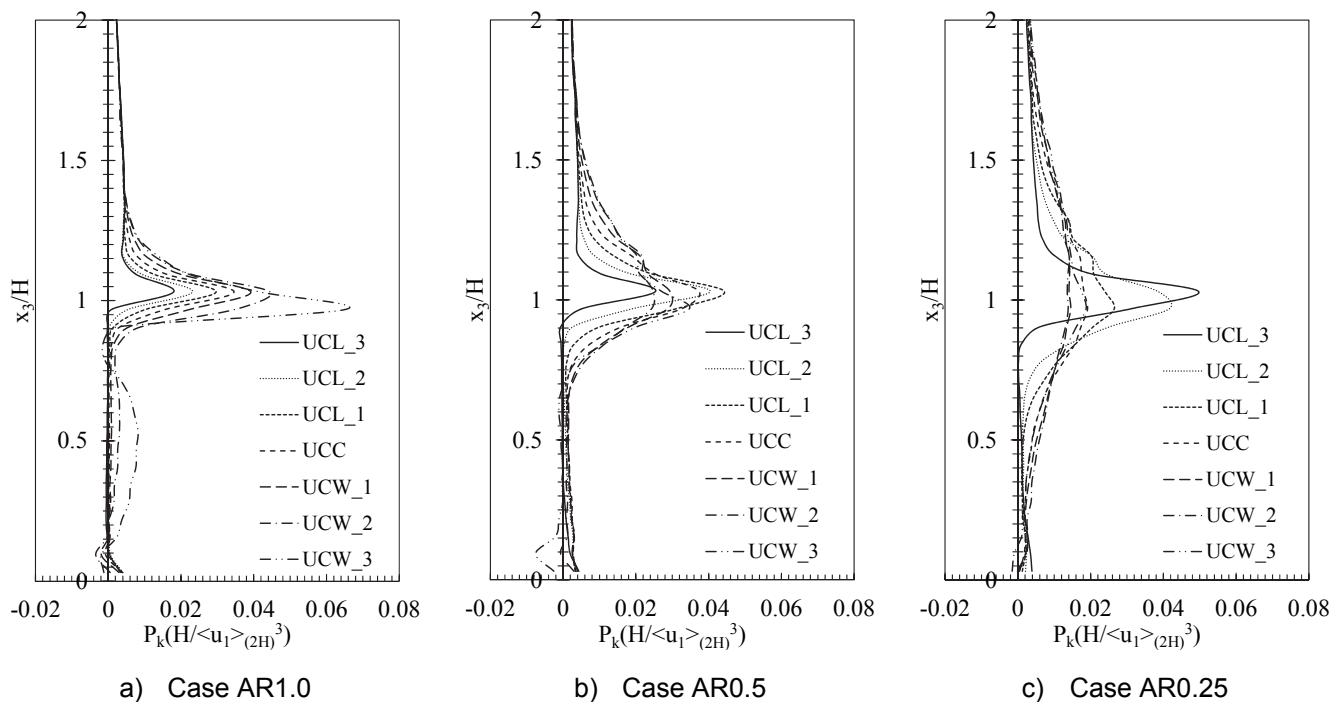 2
1.5
x3/H
1
0.5
0
-0.02 0 0.02 0.04 0.06 0.08
Pk(H/<u1>(2H)^3)
UCL_3
UCL_2
UCL_1
UCC
UCW_1
UCW_2
UCW_3
a) Case AR1.0
2
1.5
x3/H
1
0.5
0
-0.02 0 0.02 0.04 0.06 0.08
Pk(H/<u1>(2H)^3)
UCL_3
UCL_2
UCL_1
UCC
UCW_1
UCW_2
UCW_3
b) Case AR0.5
2
1.5
x3/H
1
0.5
0
-0.02 0 0.02 0.04 0.06 0.08
Pk(H/<u1>(2H)^3)
UCL_3
UCL_2
UCL_1
UCC
UCW_1
UCW_2
UCW_3
c) Case AR0.25